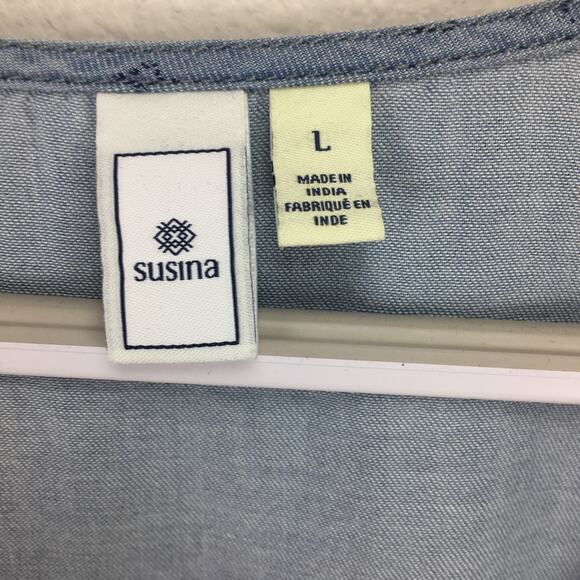 susina
L
MADE IN
INDIA
FABRIQUÉ EN
INDE